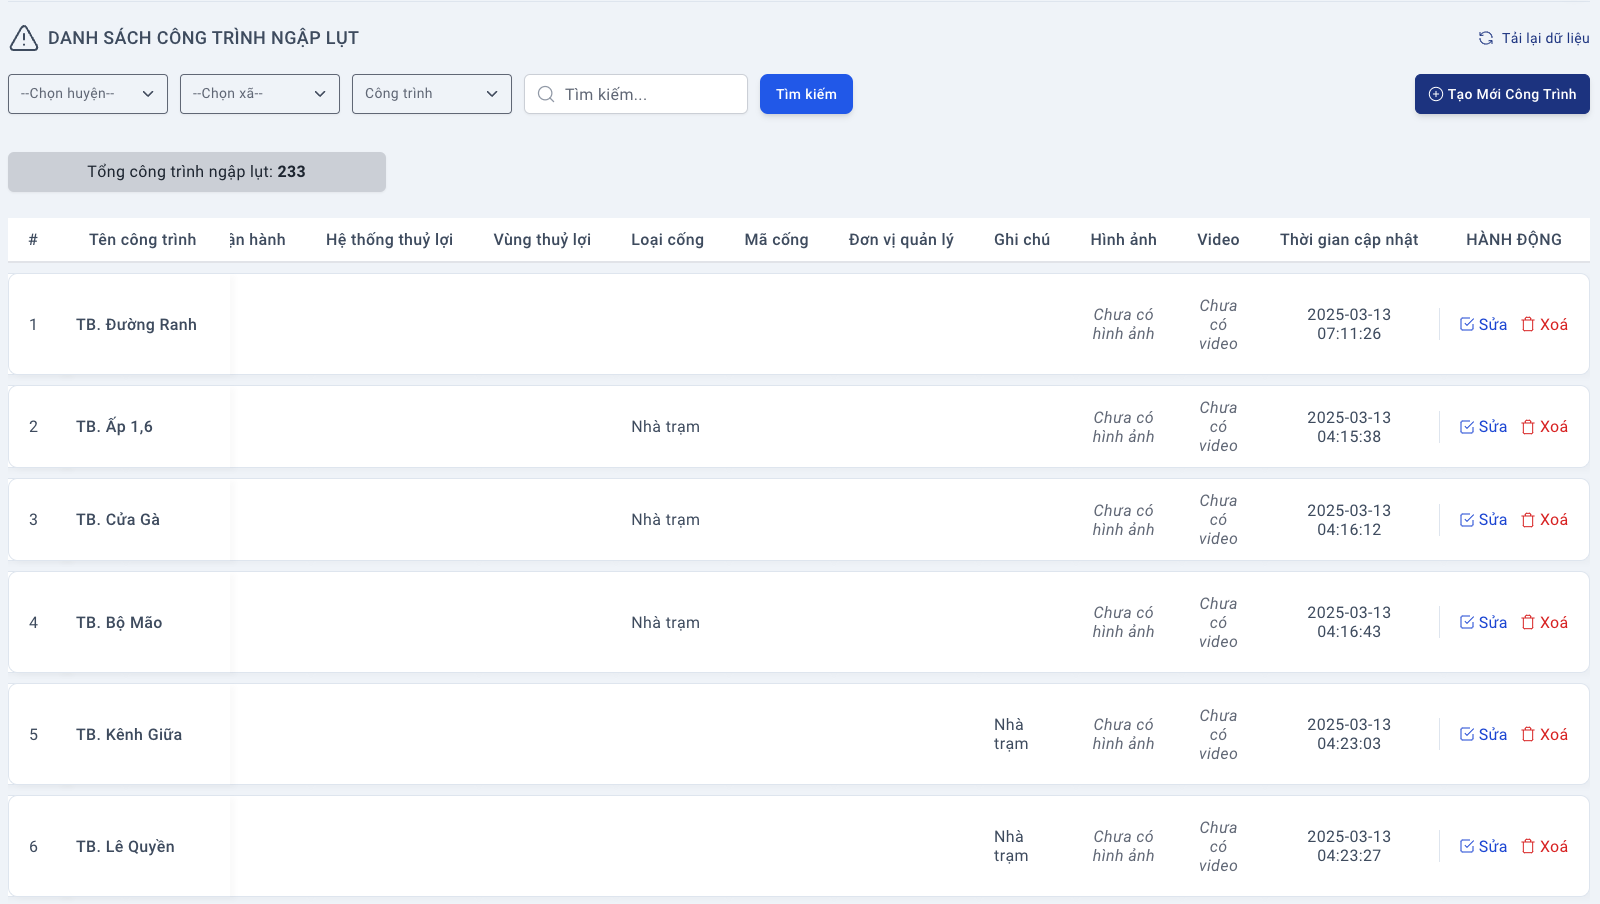 DANH SÁCH CÔNG TRÌNH NGẬP LỤT
Tải lại dữ liệu
--Chọn huyện--
--Chọn xã--
Công trình
Tìm kiếm...
Tìm kiếm
Tạo Mới Công Trình
Tổng công trình ngập lụt: 233
# Tên công trình hành Hệ thống thuỷ lợi Vùng thuỷ lợi Loại cống Mã cống Đơn vị quản lý Ghi chú Hình ảnh Video Thời gian cập nhật HÀNH ĐỘNG
1 TB. Đường Ranh
Chưa có
hình ảnh
Chưa
có
video
2025-03-13
07:11:26
Sửa Xoá
2 TB. Ấp 1,6
Nhà trạm
Chưa có
hình ảnh
Chưa
có
video
2025-03-13
04:15:38
Sửa Xoá
3 TB. Cửa Gà
Nhà trạm
Chưa có
hình ảnh
Chưa
có
video
2025-03-13
04:16:12
Sửa Xoá
4 TB. Bộ Mão
Nhà trạm
Chưa có
hình ảnh
Chưa
có
video
2025-03-13
04:16:43
Sửa Xoá
5 TB. Kênh Giữa
Nhà
trạm
Chưa có
hình ảnh
Chưa
có
video
2025-03-13
04:23:03
Sửa Xoá
6 TB. Lê Quyền
Nhà
trạm
Chưa có
hình ảnh
Chưa
có
video
2025-03-13
04:23:27
Sửa Xoá